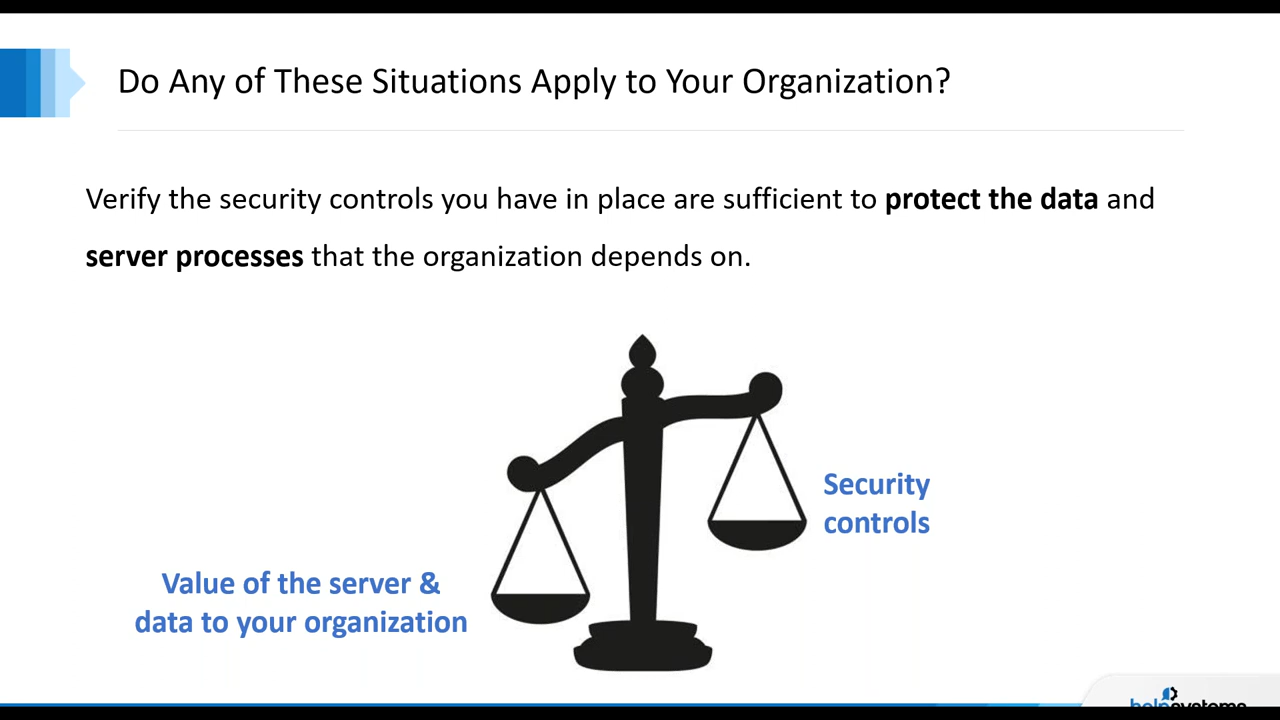 Do Any of These Situations Apply to Your Organization?
Verify the security controls you have in place are sufficient to protect the data and
server processes that the organization depends on.
Security
controls
Value of the server &
data to your organization